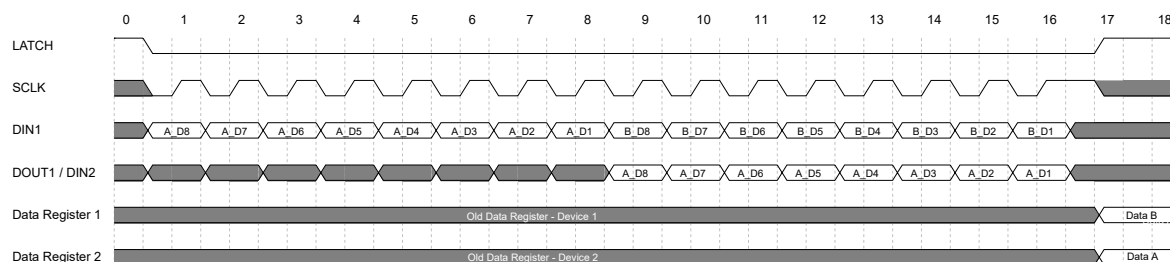 0 1 2 3 4 5 6 7 8 9 10 11 12 13 14 15 16 17 18
LATCH
SCLK
DIN1 A_D8 A_D7 A_D6 A_D5 A_D4 A_D3 A_D2 A_D1 B_D8 B_D7 B_D6 B_D5 B_D4 B_D3 B_D2 B_D1
DOUT1 / DIN2 A_D8 A_D7 A_D6 A_D5 A_D4 A_D3 A_D2 A_D1
Data Register 1 Old Data Register - Device 1 Data B
Data Register 2 Old Data Register - Device 2 Data A